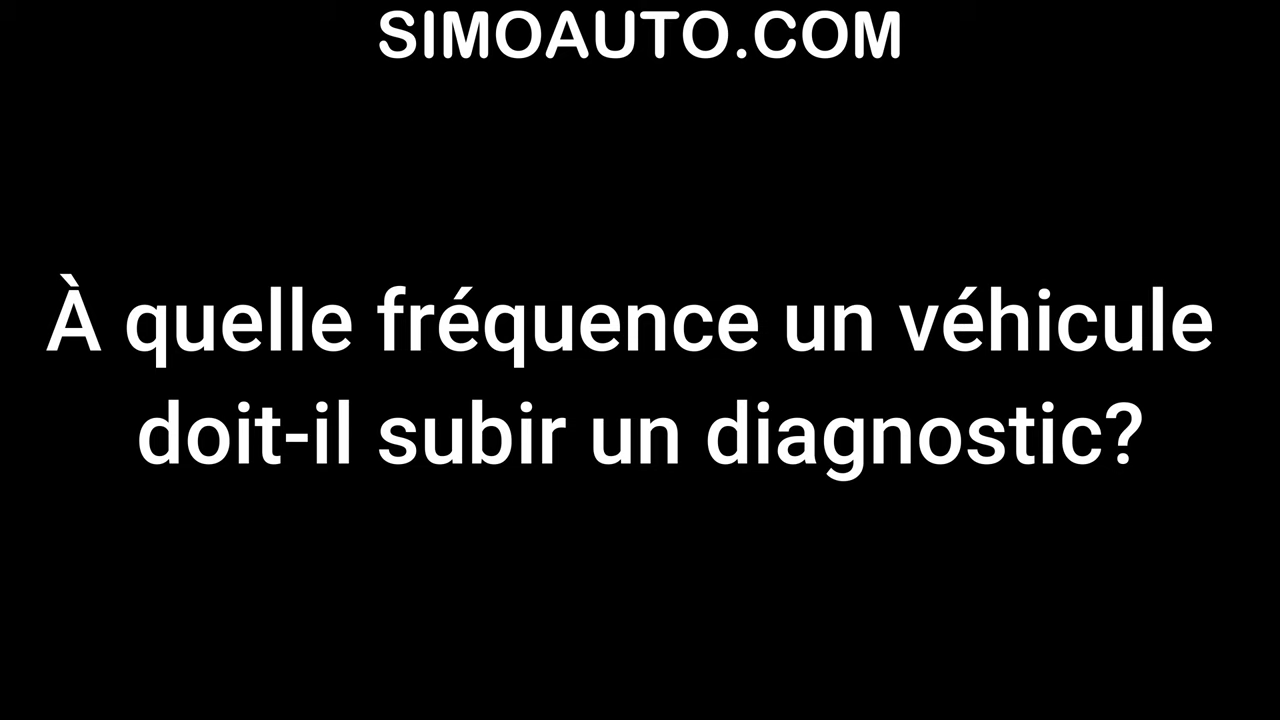 SIMOAUTO.COM
À quelle fréquence un véhicule
doit-il subir un diagnostic?